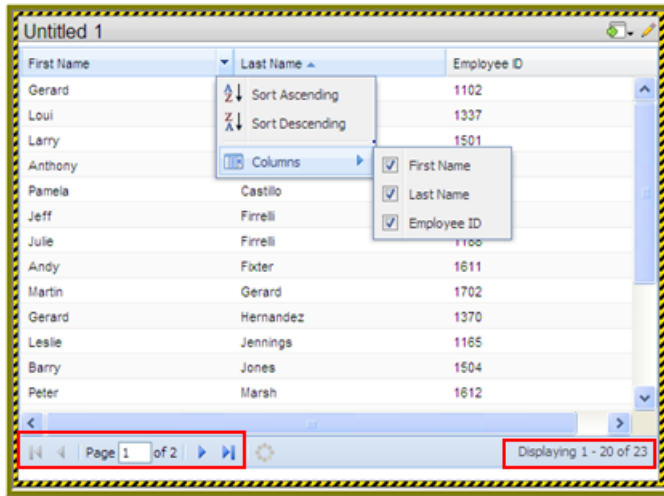 Untitled 1
First Name Last Name Employee ID
Gerard 1102
Loui 1337
Larry 1501
Anthony
Pamela Castillo
Jeff Firrelli
Julie Firrelli 1188
Andy Fixter 1611
Martin Gerard 1702
Gerard Hernandez 1370
Leslie Jennings 1165
Barry Jones 1504
Peter Marsh 1612
Sort Ascending
Sort Descending
Columns
First Name
Last Name
Employee ID
Page 1 of 2 Displaying 1 - 20 of 23